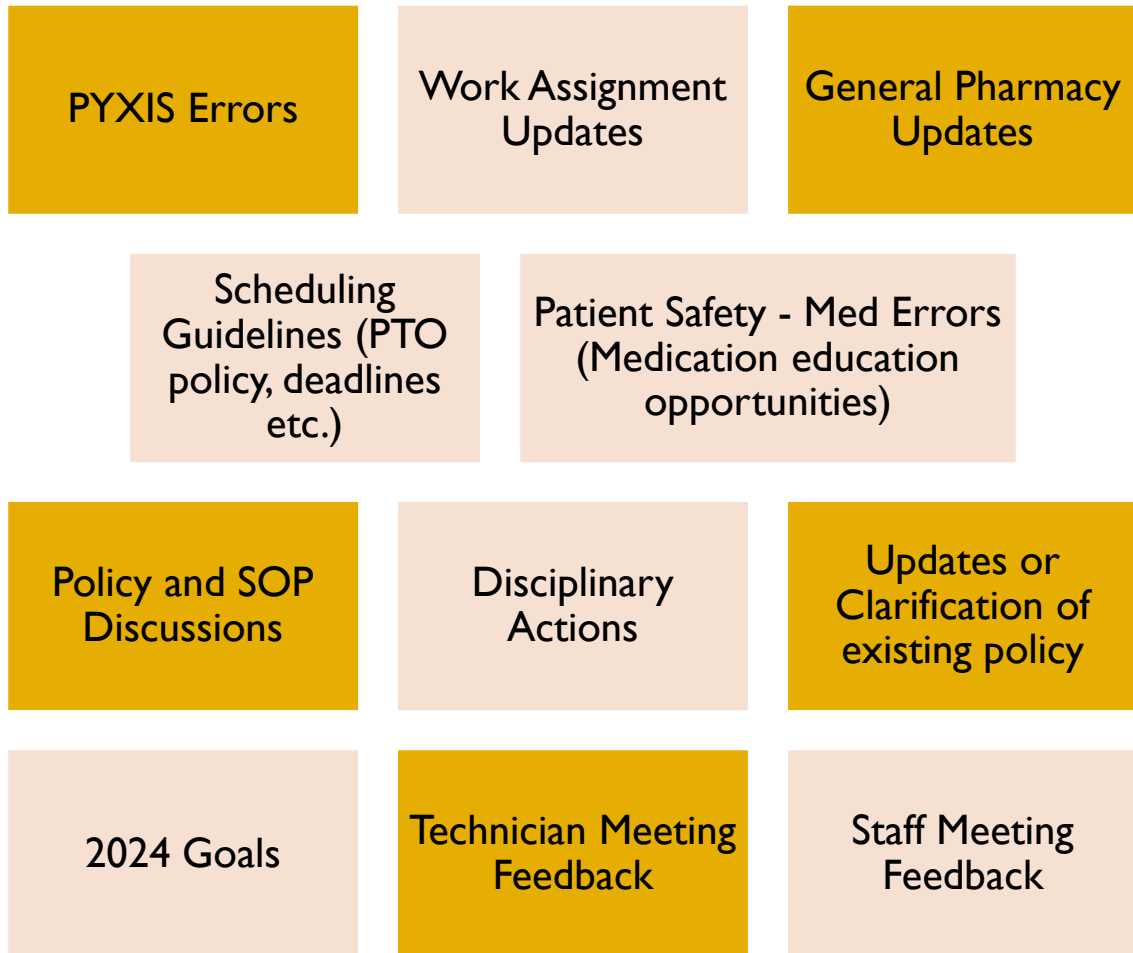 PYXIS Errors
Work Assignment
Updates
General Pharmacy
Updates
Scheduling
Guidelines (PTO
policy, deadlines
etc.)
Patient Safety - Med Errors
(Medication education
opportunities)
Policy and SOP
Discussions
Disciplinary
Actions
Updates or
Clarification of
existing policy
2024 Goals
Technician Meeting
Feedback
Staff Meeting
Feedback